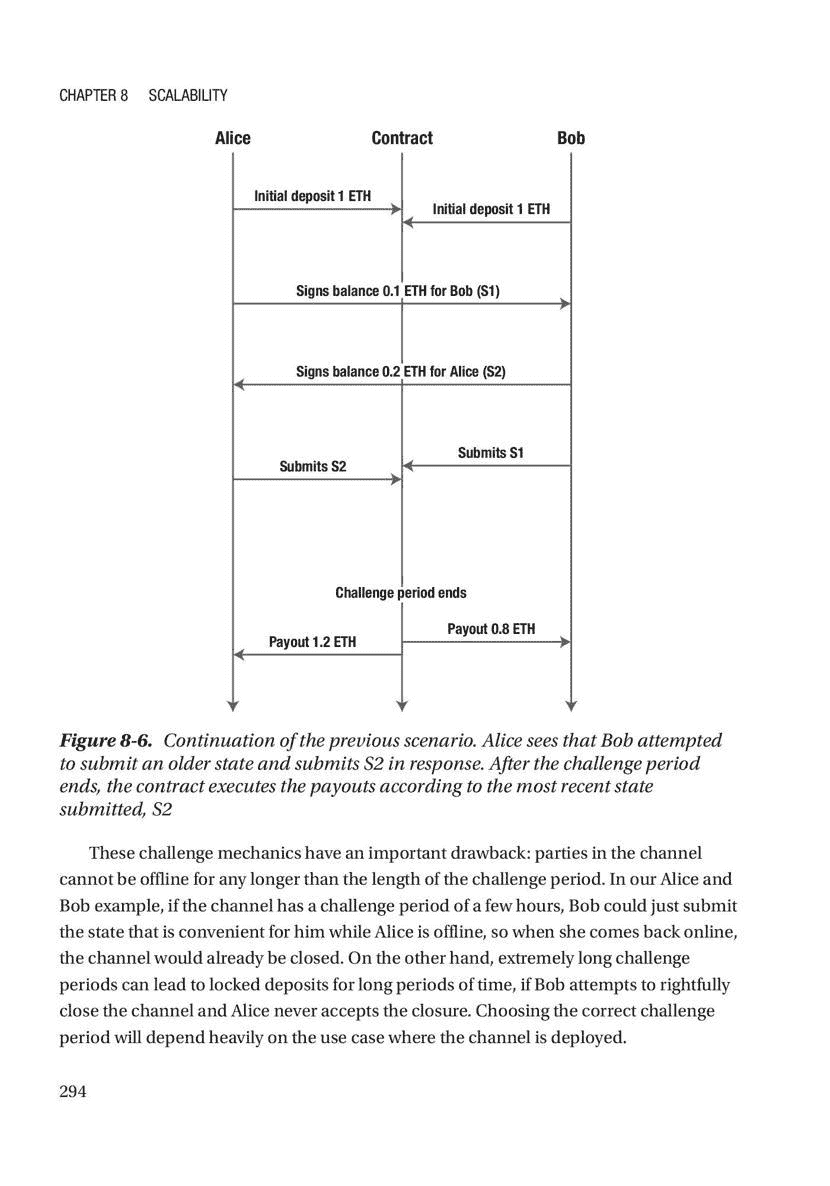 CHAPTER 8 SCALABILITY
Alice Contract Bob
Initial deposit 1 ETH
Initial deposit 1 ETH
Signs balance 0.1 ETH for Bob (S1)
Signs balance 0.2 ETH for Alice (S2)
Submits S1
Submits S2
Challenge period ends
Payout 0.8 ETH
Payout 1.2 ETH
Figure 8-6. Continuation of the previous scenario. Alice sees that Bob attempted
to submit an older state and submits S2 in response. After the challenge period
ends, the contract executes the payouts according to the most recent state
submitted, S2
These challenge mechanics have an important drawback: parties in the channel
cannot be offline for any longer than the length of the challenge period. In our Alice and
Bob example, if the channel has a challenge period of a few hours, Bob could just submit
the state that is convenient for him while Alice is offline, so when she comes back online,
the channel would already be closed. On the other hand, extremely long challenge
periods can lead to locked deposits for long periods of time, if Bob attempts to rightfully
close the channel and Alice never accepts the closure. Choosing the correct challenge
period will depend heavily on the use case where the channel is deployed.
294